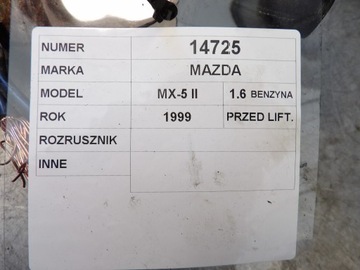 NUMER 14725
MARKA MAZDA
MODEL MX-5 II 1.6 BENZYNA
ROK 1999 PRZED LIFT.
ROZRUSZNIK
INNE